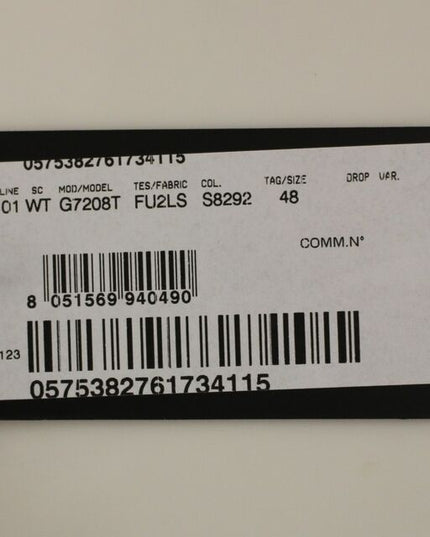 0575382761734115
LINE SC MOD/MODEL TES/FABRIC COL. TAG/SIZE DROP VAR.
01 WT G7208T FU2LS S8292 48
COMM.N°
8 051569 940490
123
0575382761734115